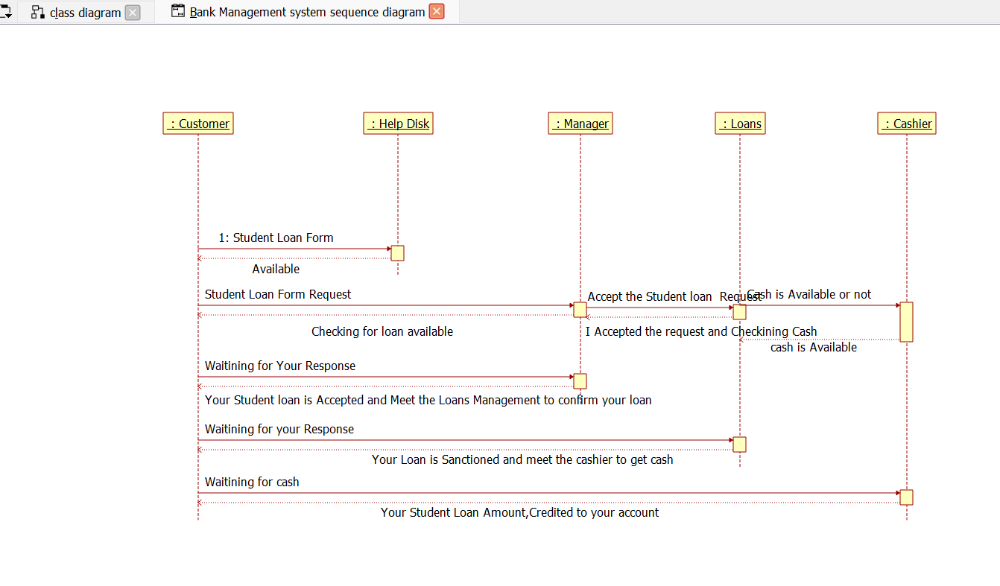 class diagram
Bank Management system sequence diagram
: Customer
: Help Disk
: Manager
: Loans
: Cashier
1: Student Loan Form
Available
Student Loan Form Request
Accept the Student loan Request
Cash is Available or not
Checking for loan available
I Accepted the request and Checkining Cash
cash is Available
Waitining for Your Response
Your Student loan is Accepted and Meet the Loans Management to confirm your loan
Waitining for your Response
Your Loan is Sanctioned and meet the cashier to get cash
Waitining for cash
Your Student Loan Amount,Credited to your account